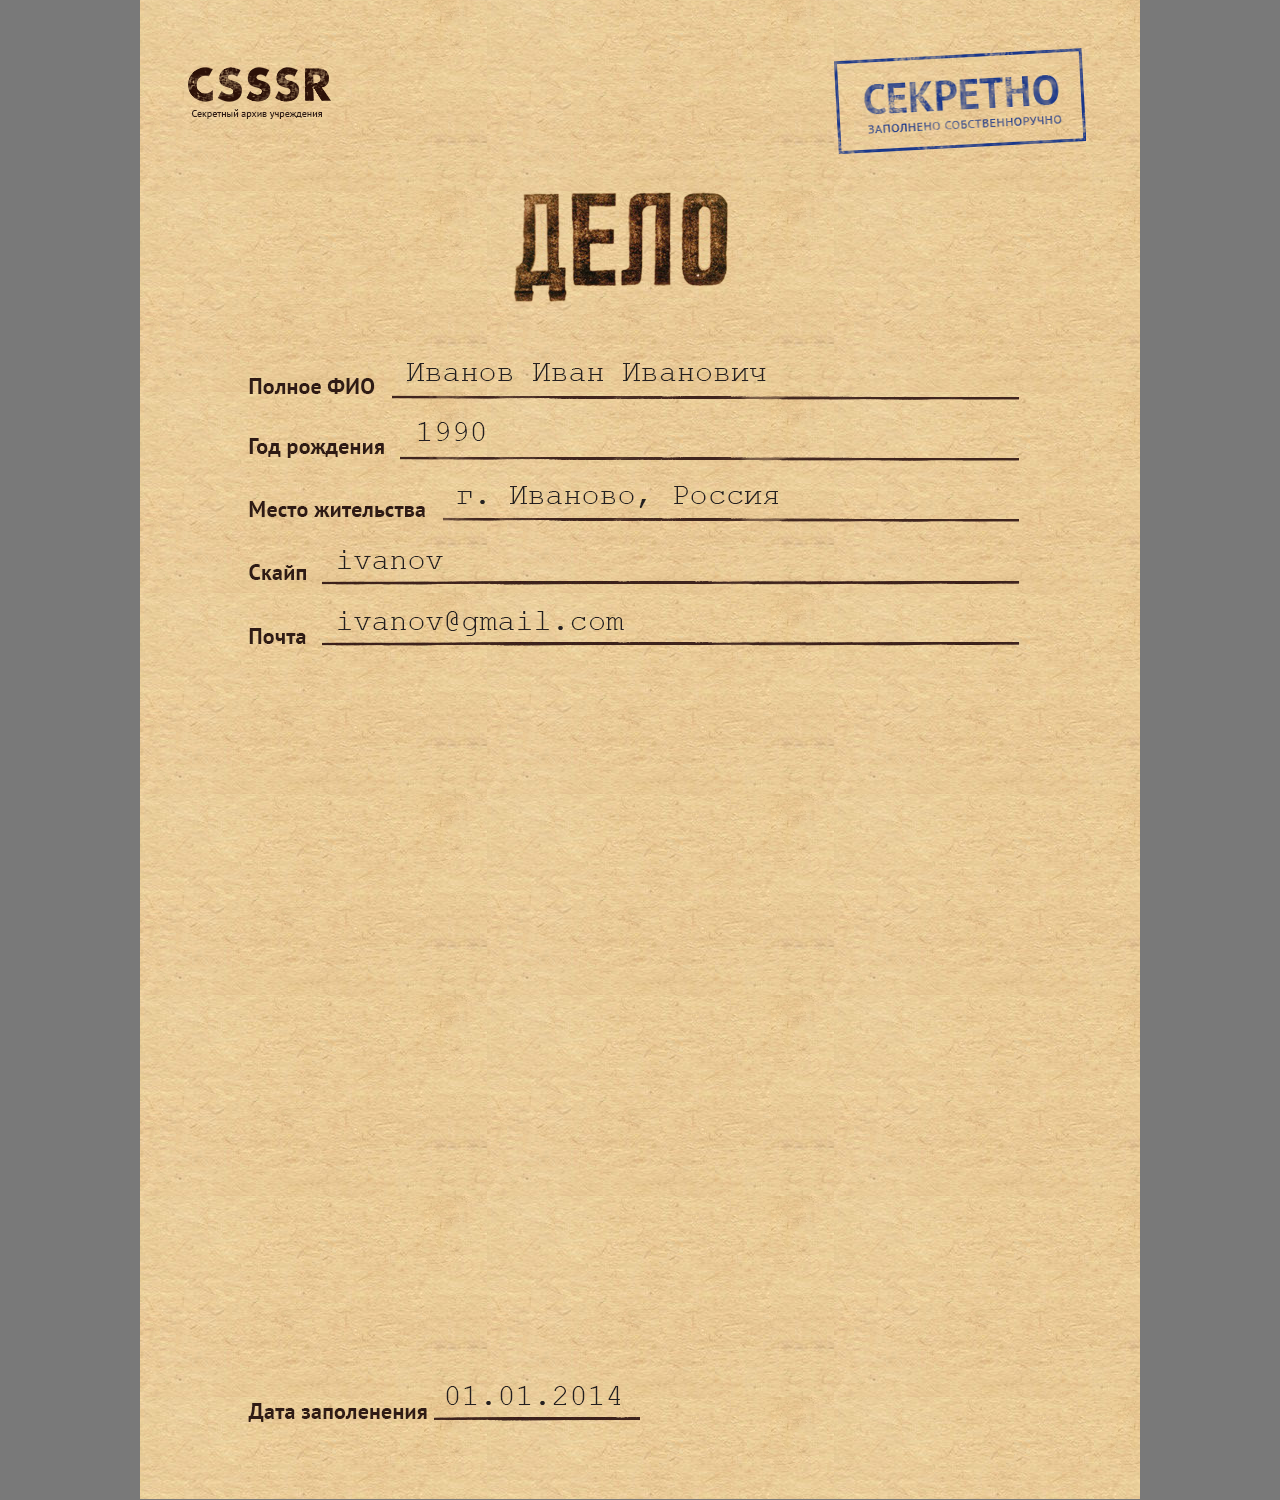 CSSSR
Секретный архив учреждения
СЕКРЕТНО
ЗАПОЛНЕНО СОБСТВЕННОРУЧНО
ДЕЛО
Полное ФИО Иванов Иван Иванович
Год рождения 1990
Место жительства г. Иваново, Россия
Скайп ivanov
Почта ivanov@gmail.com
Дата заполенения 01.01.2014